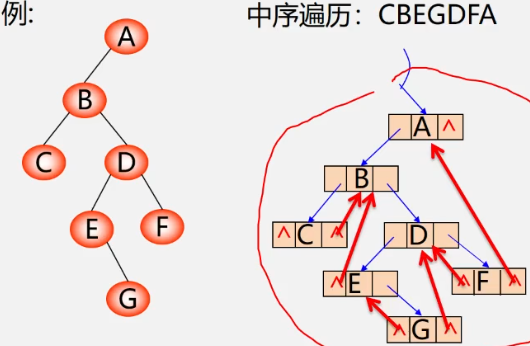 例:
中序遍历：CBEGDFA
A
B
C
D
E
F
G
A ^
B
^ C ^
D
^ E
^ F ^
^ G ^